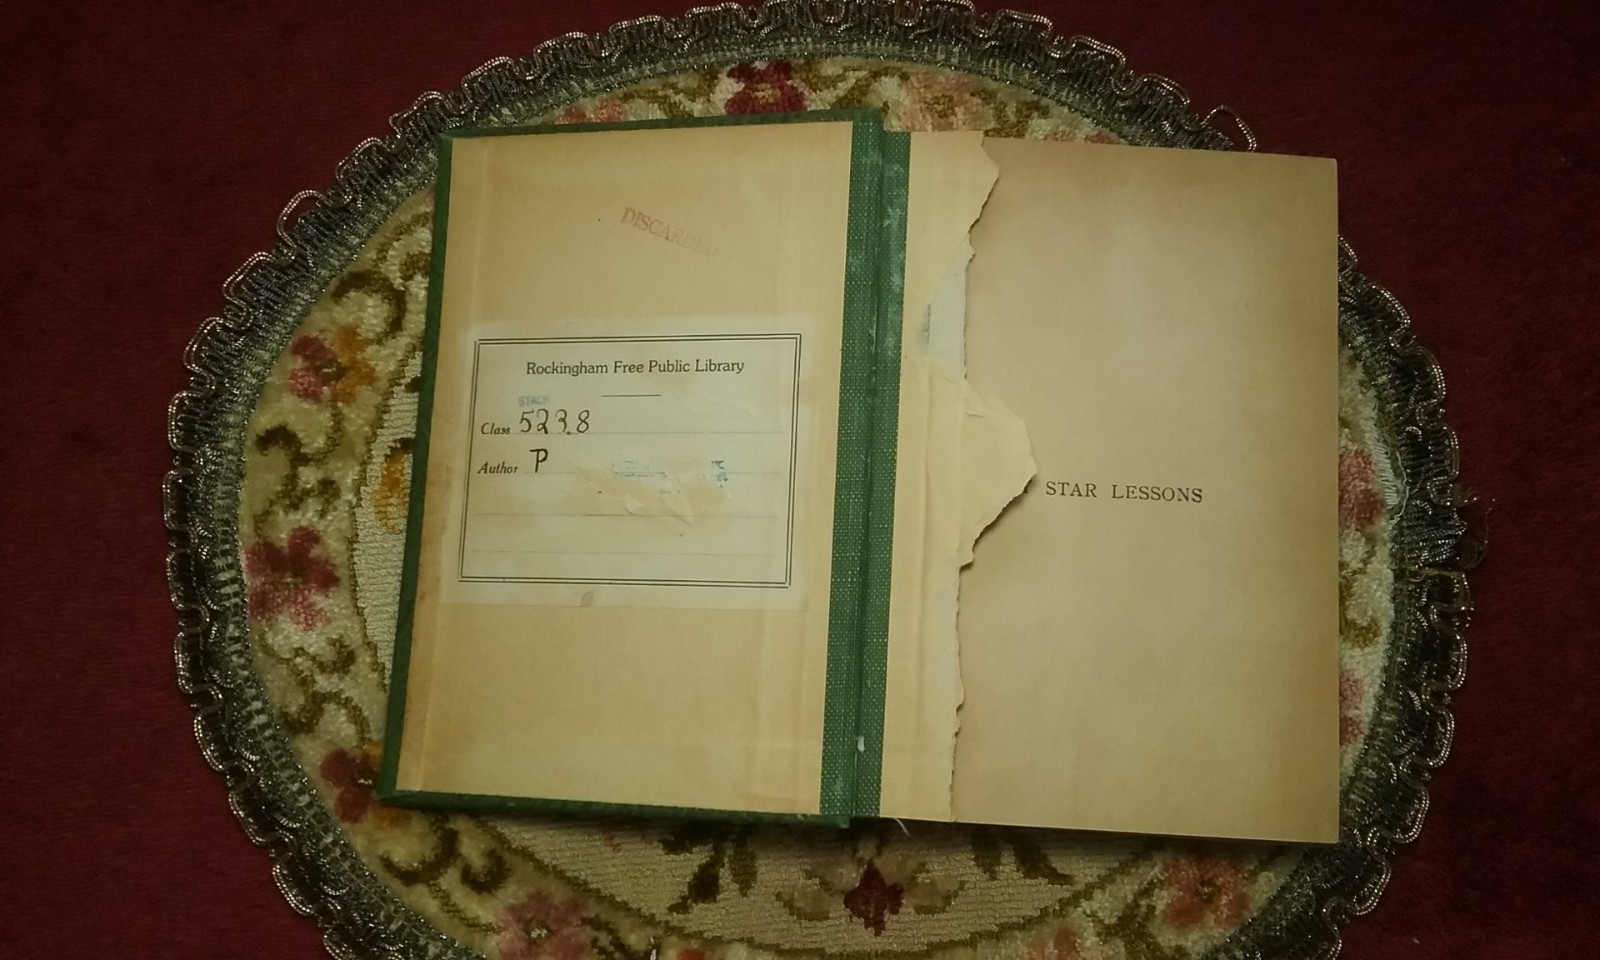 DISCARDED
Rockingham Free Public Library
STACK
Class 523.8
Author P
STAR LESSONS